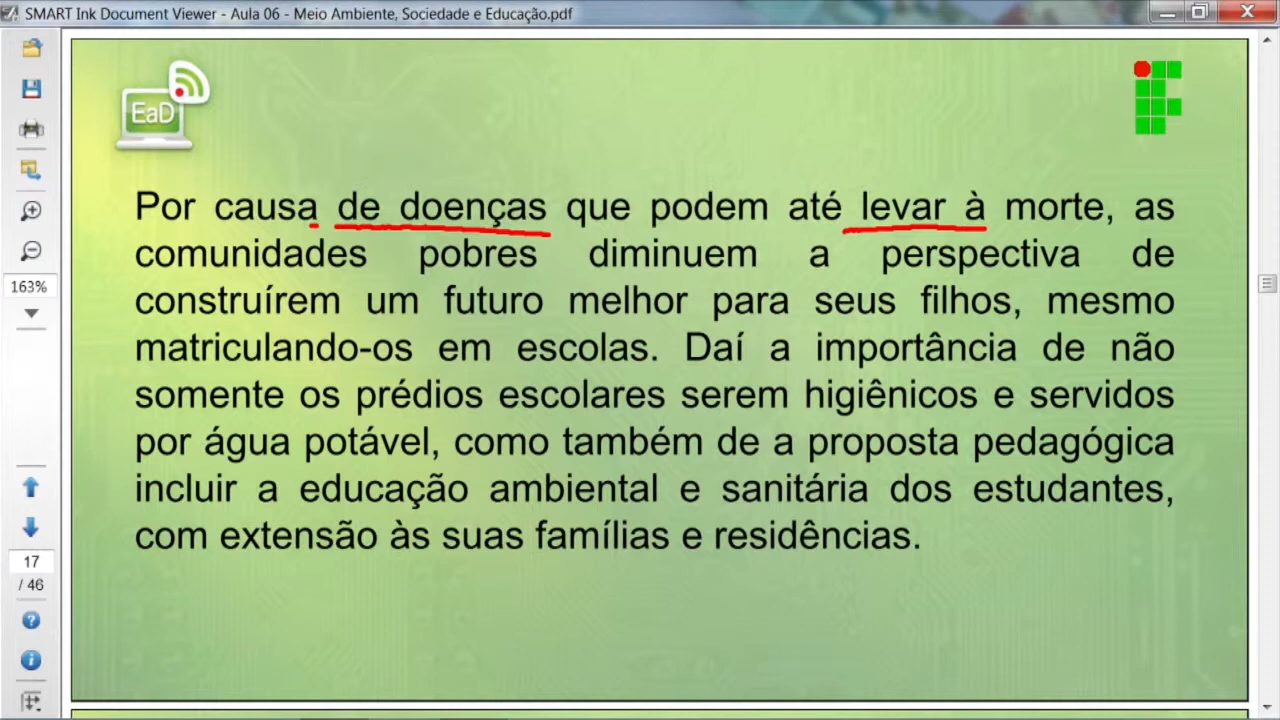 SMART Ink Document Viewer - Aula 06 - Meio Ambiente, Sociedade e Educação.pdf
EaD
Por causa de doenças que podem até levar à morte, as
comunidades pobres diminuem a perspectiva de
construírem um futuro melhor para seus filhos, mesmo
matriculando-os em escolas. Daí a importância de não
somente os prédios escolares serem higiênicos e servidos
por água potável, como também de a proposta pedagógica
incluir a educação ambiental e sanitária dos estudantes,
com extensão às suas famílias e residências.
163%
17
/ 46